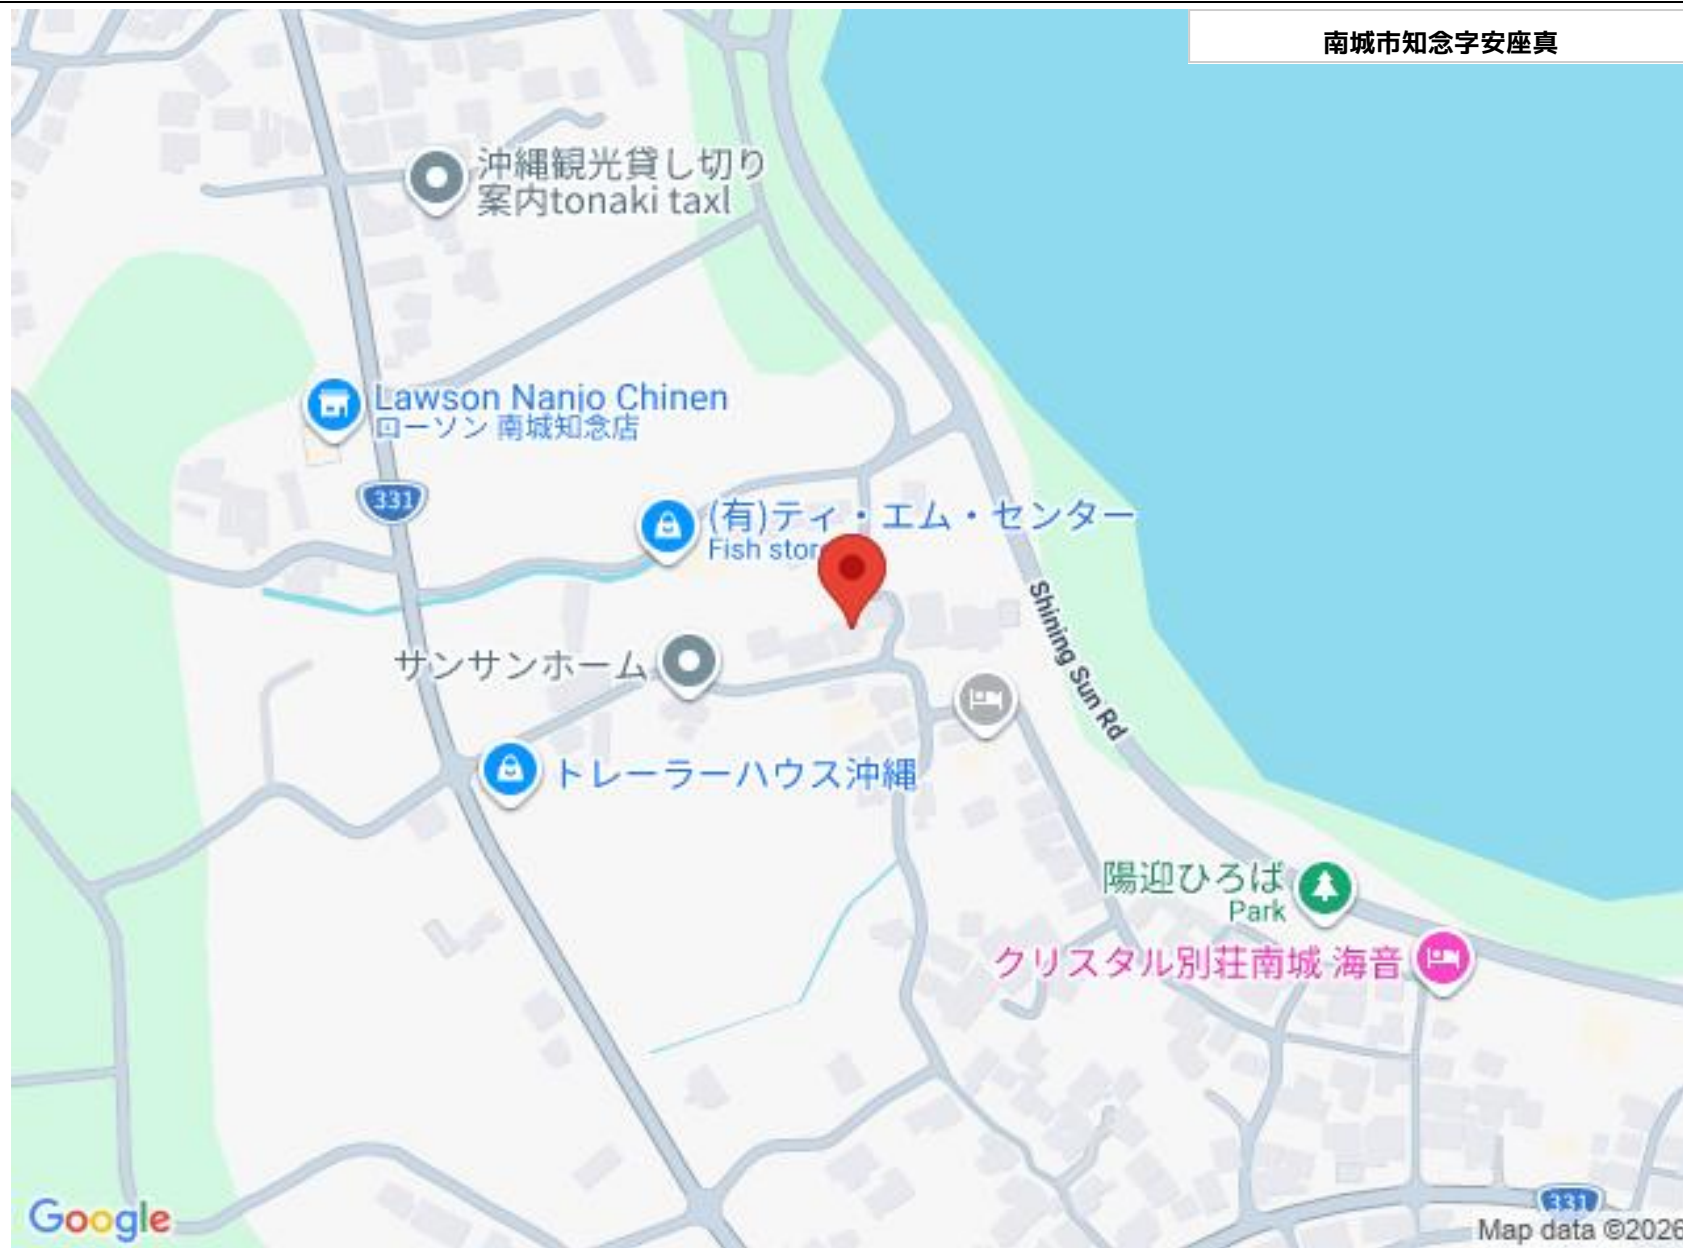 南城市知念字安座真
沖縄観光貸し切り
案内tonaki taxl
Lawson Nanjo Chinen
ローソン 南城知念店
331
(有)ティ・エム・センター
Fish store
Shining Sun Rd
サンサンホーム
トレーラーハウス沖縄
陽迎ひろば
Park
クリスタル別荘南城 海音
331
Google
Map data ©2026